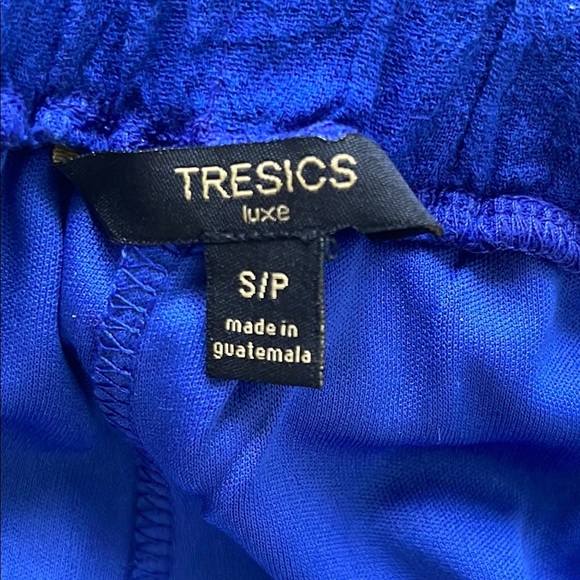 TRESICS
luxe
S/P
made in
guatemala